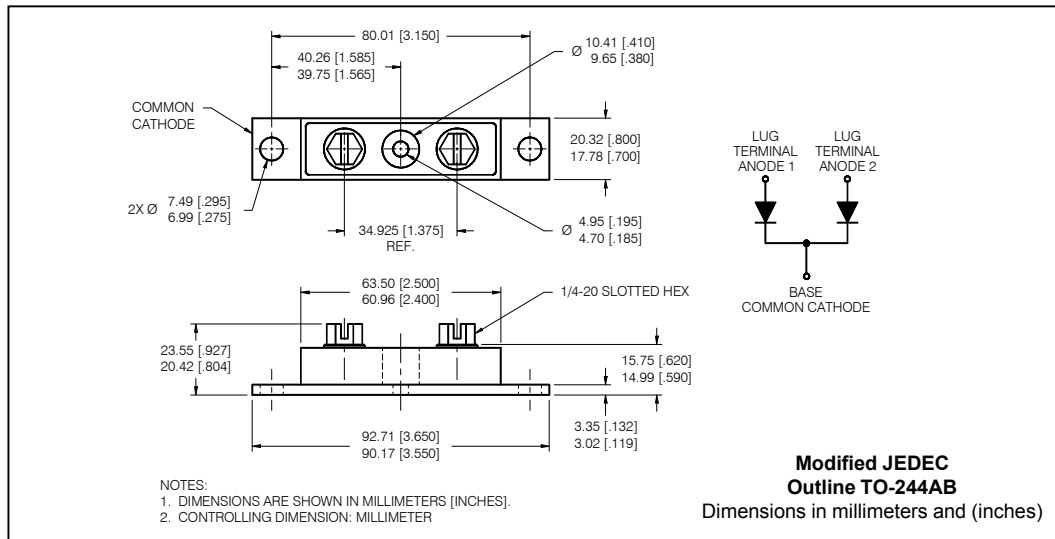 80.01 [3.150]
40.26 [1.585]
39.75 [1.565]
Ø 10.41 [.410]
9.65 [.380]
COMMON
CATHODE
20.32 [.800]
17.78 [.700]
2X Ø 7.49 [.295]
6.99 [.275]
34.925 [1.375]
REF.
Ø 4.95 [.195]
4.70 [.185]
LUG
TERMINAL
ANODE 1
LUG
TERMINAL
ANODE 2
BASE
COMMON CATHODE
63.50 [2.500]
60.96 [2.400]
1/4-20 SLOTTED HEX
23.55 [.927]
20.42 [.804]
15.75 [.620]
14.99 [.590]
3.35 [.132]
3.02 [.119]
92.71 [3.650]
90.17 [3.550]
NOTES:
1. DIMENSIONS ARE SHOWN IN MILLIMETERS [INCHES].
2. CONTROLLING DIMENSION: MILLIMETER
Modified JEDEC
Outline TO-244AB
Dimensions in millimeters and (inches)